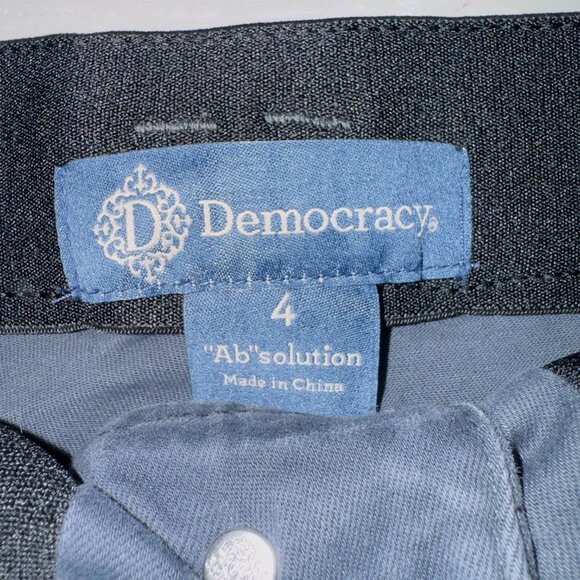 D Democracy®
4
"Ab"solution
Made in China